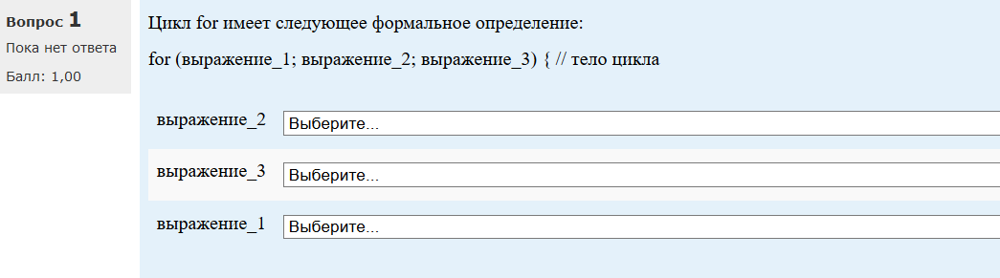 Вопрос 1
Пока нет ответа
Балл: 1,00
Цикл for имеет следующее формальное определение:
for (выражение_1; выражение_2; выражение_3) { // тело цикла
выражение_2 Выберите...
выражение_3 Выберите...
выражение_1 Выберите...